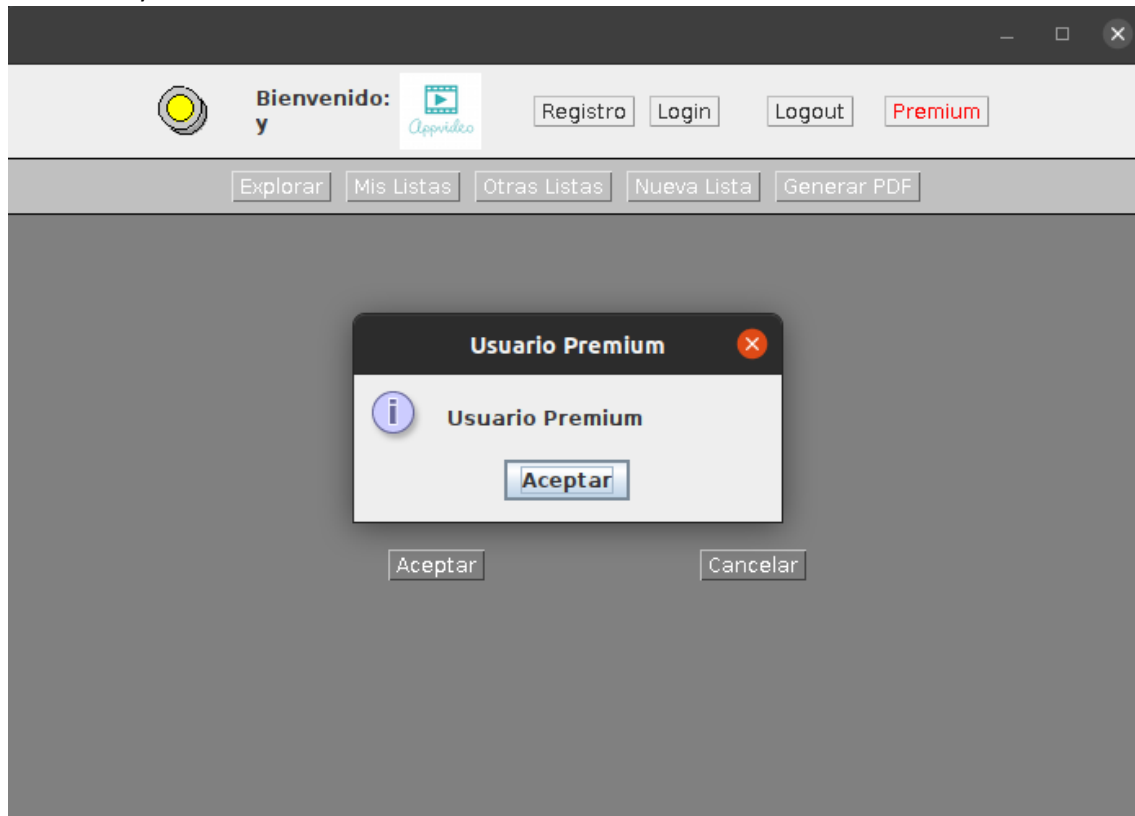 Bienvenido:
y
Appvideo
Registro Login Logout Premium
Explorar Mis Listas Otras Listas Nueva Lista Generar PDF
Usuario Premium
Usuario Premium
Aceptar
Aceptar Cancelar